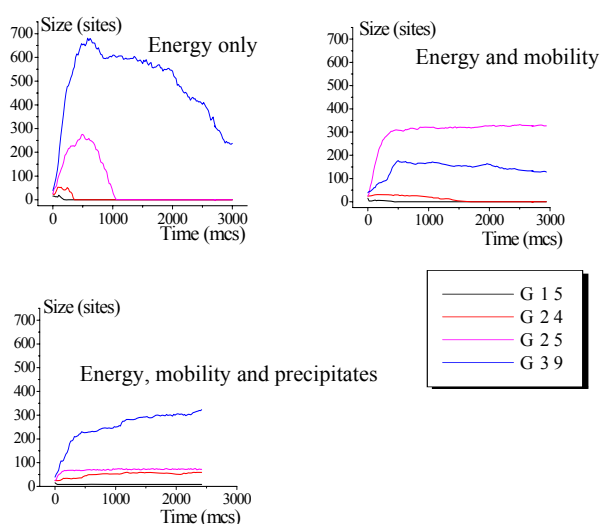 Size (sites)
Energy only
700
600
500
400
300
200
100
0
0 1000 2000 3000
Time (mcs)
Size (sites)
Energy and mobility
700
600
500
400
300
200
100
0
0 1000 2000 3000
Time (mcs)
G 1 5
G 2 4
G 2 5
G 3 9
Size (sites)
Energy, mobility and precipitates
700
600
500
400
300
200
100
0
0 1000 2000 3000
Time (mcs)